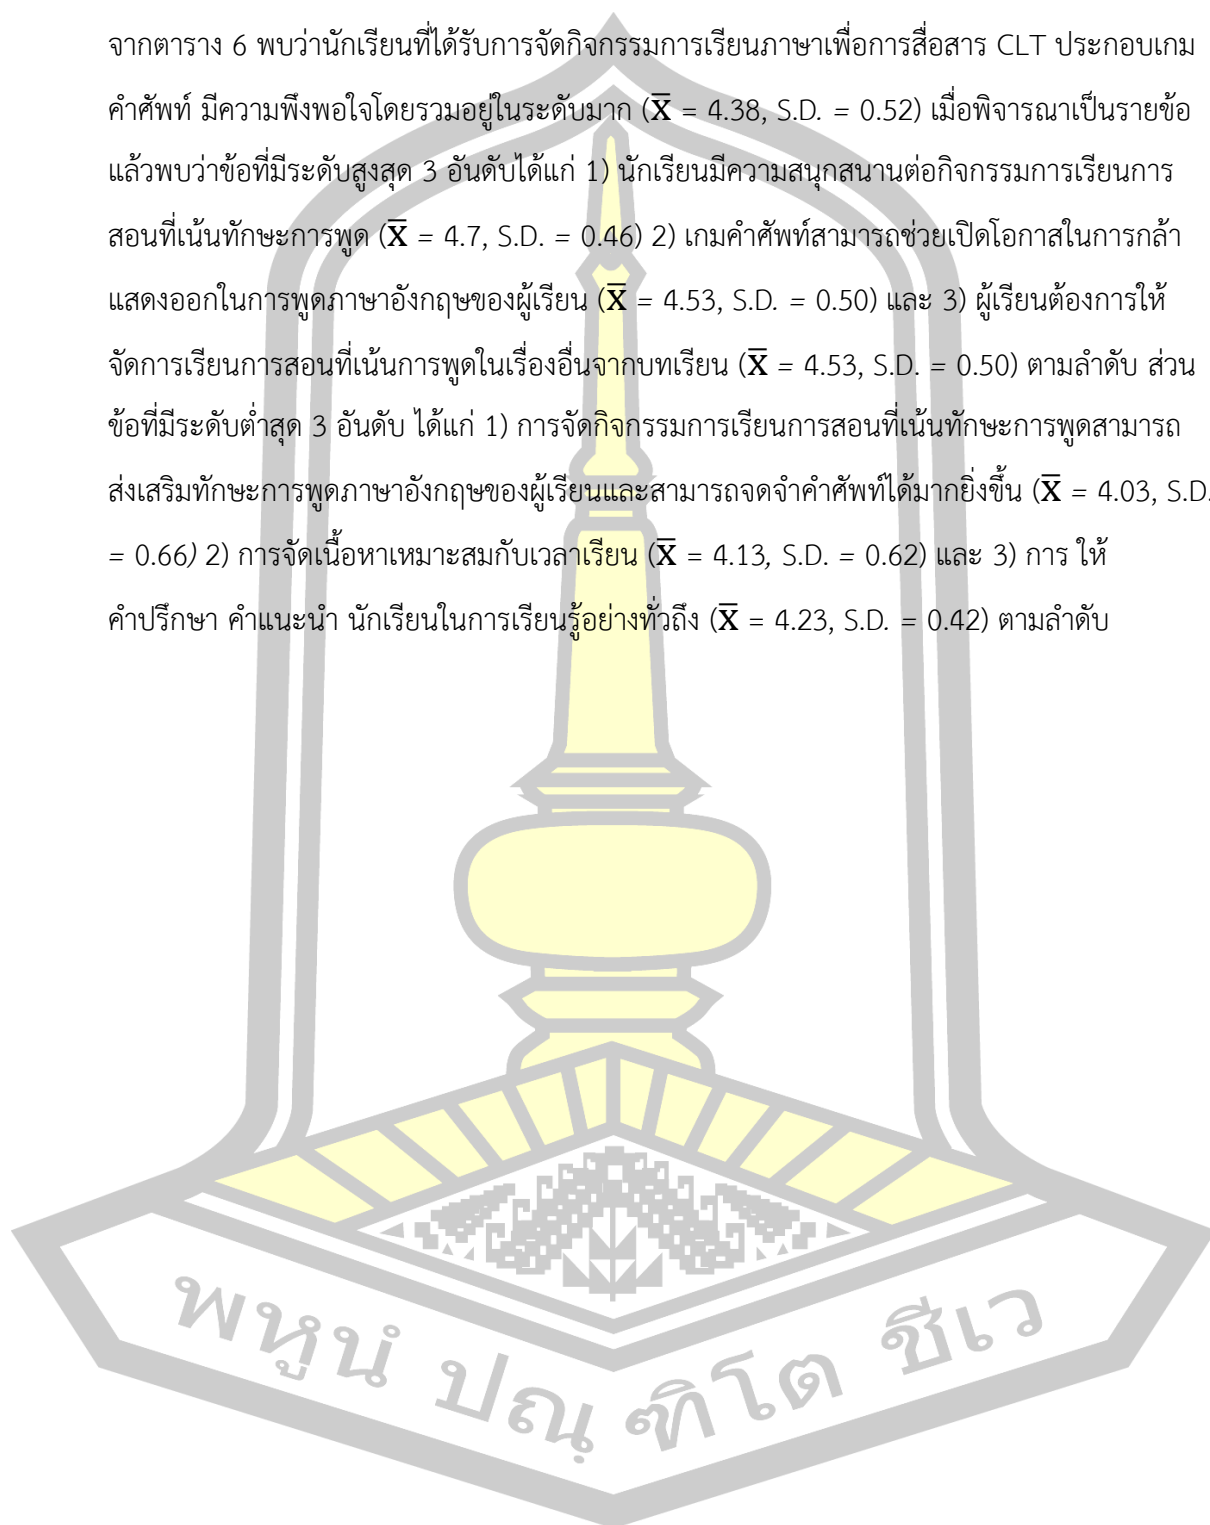 จากตาราง 6 พบว่านักเรียนที่ได้รับการจัดกิจกรรมการเรียนภาษาเพื่อการสื่อสาร CLT ประกอบเกม
คำศัพท์ มีความพึงพอใจโดยรวมอยู่ในระดับมาก (X̅ = 4.38, S.D. = 0.52) เมื่อพิจารณาเป็นรายข้อ
แล้วพบว่าข้อที่มีระดับสูงสุด 3 อันดับได้แก่ 1) นักเรียนมีความสนุกสนานต่อกิจกรรมการเรียนการ
สอนที่เน้นทักษะการพูด (X̅ = 4.7, S.D. = 0.46) 2) เกมคำศัพท์สามารถช่วยเปิดโอกาสในการกล้า
แสดงออกในการพูดภาษาอังกฤษของผู้เรียน (X̅ = 4.53, S.D. = 0.50) และ 3) ผู้เรียนต้องการให้
จัดการเรียนการสอนที่เน้นการพูดในเรื่องอื่นจากบทเรียน (X̅ = 4.53, S.D. = 0.50) ตามลำดับ ส่วน
ข้อที่มีระดับต่ำสุด 3 อันดับ ได้แก่ 1) การจัดกิจกรรมการเรียนการสอนที่เน้นทักษะการพูดสามารถ
ส่งเสริมทักษะการพูดภาษาอังกฤษของผู้เรียนและสามารถจดจำคำศัพท์ได้มากยิ่งขึ้น (X̅ = 4.03, S.D.
= 0.66) 2) การจัดเนื้อหาเหมาะสมกับเวลาเรียน (X̅ = 4.13, S.D. = 0.62) และ 3) การ ให้
คำปรึกษา คำแนะนำ นักเรียนในการเรียนรู้อย่างทั่วถึง (X̅ = 4.23, S.D. = 0.42) ตามลำดับ
พหูนํ ปณฺฑิโต ชีเว